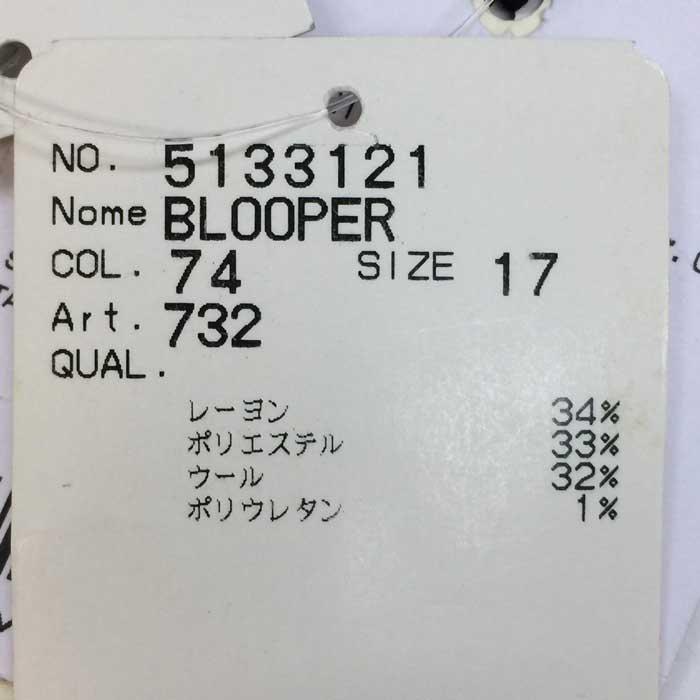 NO. 5133121
Nome BLOOPER
COL. 74 SIZE 17
Art. 732
QUAL.
レーヨン 34%
ポリエステル 33%
ウール 32%
ポリウレタン 1%